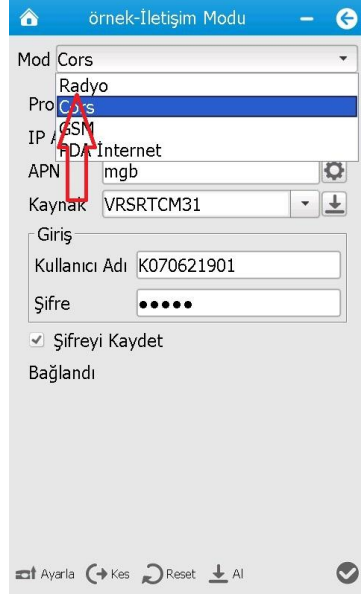 örnek-İletişim Modu
Mod Cors
Radyo
Pro Cors
IP A GSM
PDA İnternet
APN mgb
Kaynak VRSRTCM31
Giriş
Kullanıcı Adı K070621901
Şifre ●●●●●
Şifreyi Kaydet
Bağlandı
Ayarla Kes Reset Al